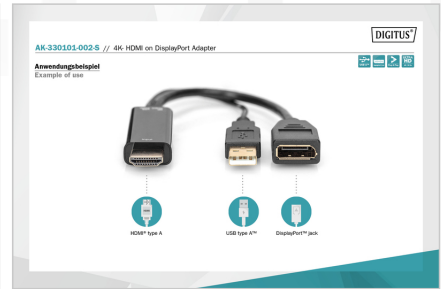 DIGITUS®
AK-330101-002-S // 4K- HDMI on DisplayPort Adapter
Anwendungsbeispiel
Example of use
HD
HDMI® type A
USB type A™
DisplayPort™ jack